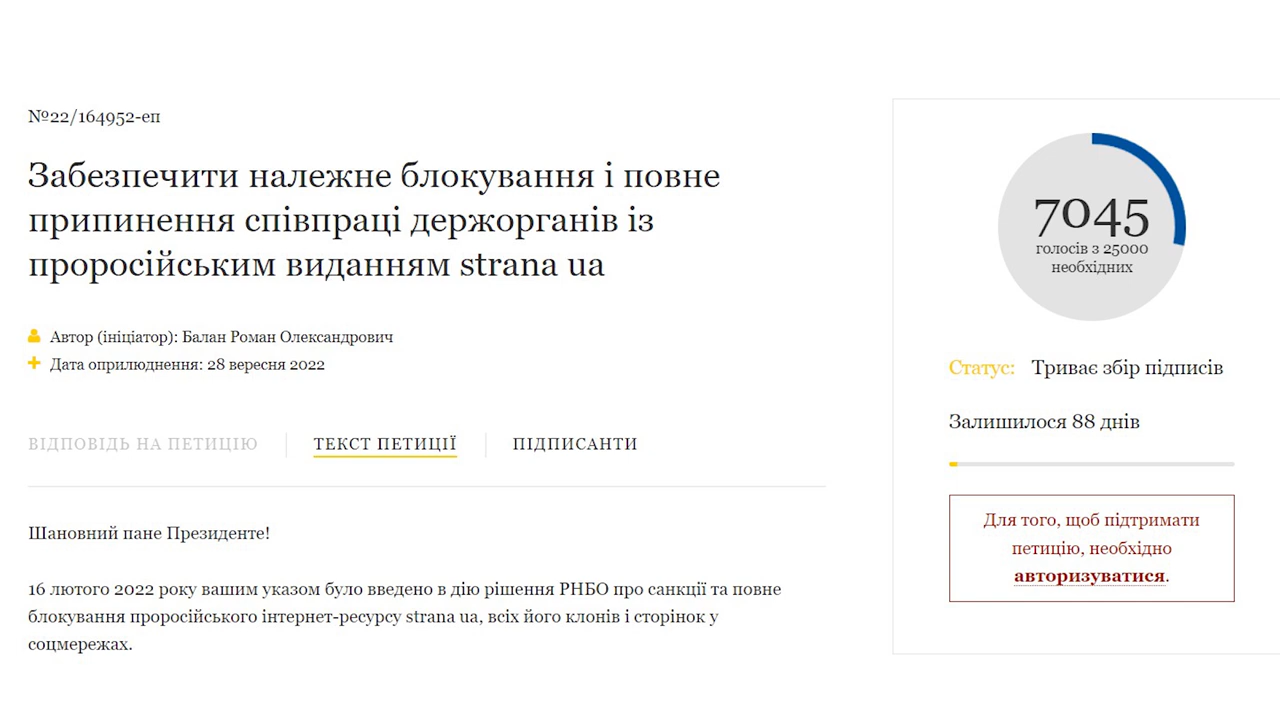 №22/164952-еп
Забезпечити належне блокування і повне
припинення співпраці держорганів із
проросійським виданням strana ua
Автор (ініціатор): Балан Роман Олександрович
Дата оприлюднення: 28 вересня 2022
ВІДПОВІДЬ НА ПЕТИЦІЮ
ТЕКСТ ПЕТИЦІЇ
ПІДПИСАНТИ
Шановний пане Президенте!
16 лютого 2022 року вашим указом було введено в дію рішення РНБО про санкції та повне
блокування проросійського інтернет-ресурсу strana ua, всіх його клонів і сторінок у
соцмережах.
7045
голосів з 25000
необхідних
Статус: Триває збір підписів
Залишилося 88 днів
Для того, щоб підтримати
петицію, необхідно
авторизуватися.